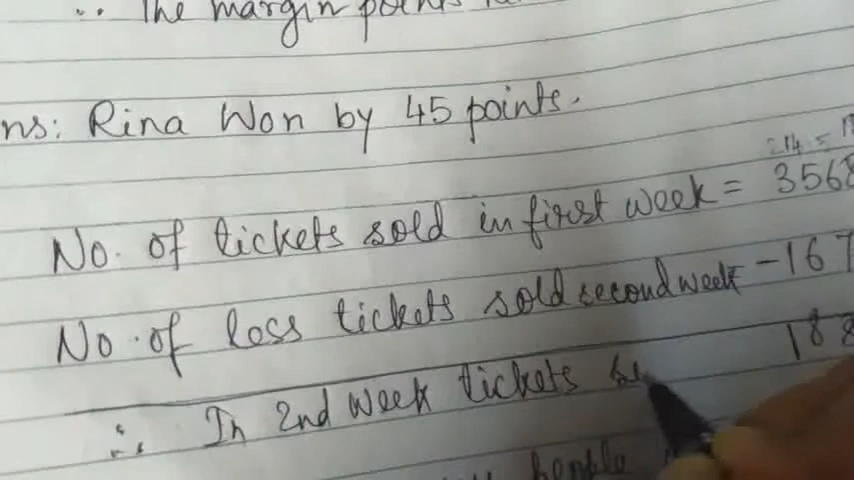 ∴ The margin points
ns: Rina Won by 45 points.
No. of tickets sold in first week = 3568
No. of less tickets sold second week - 167
188
∴ In 2nd week tickets
people